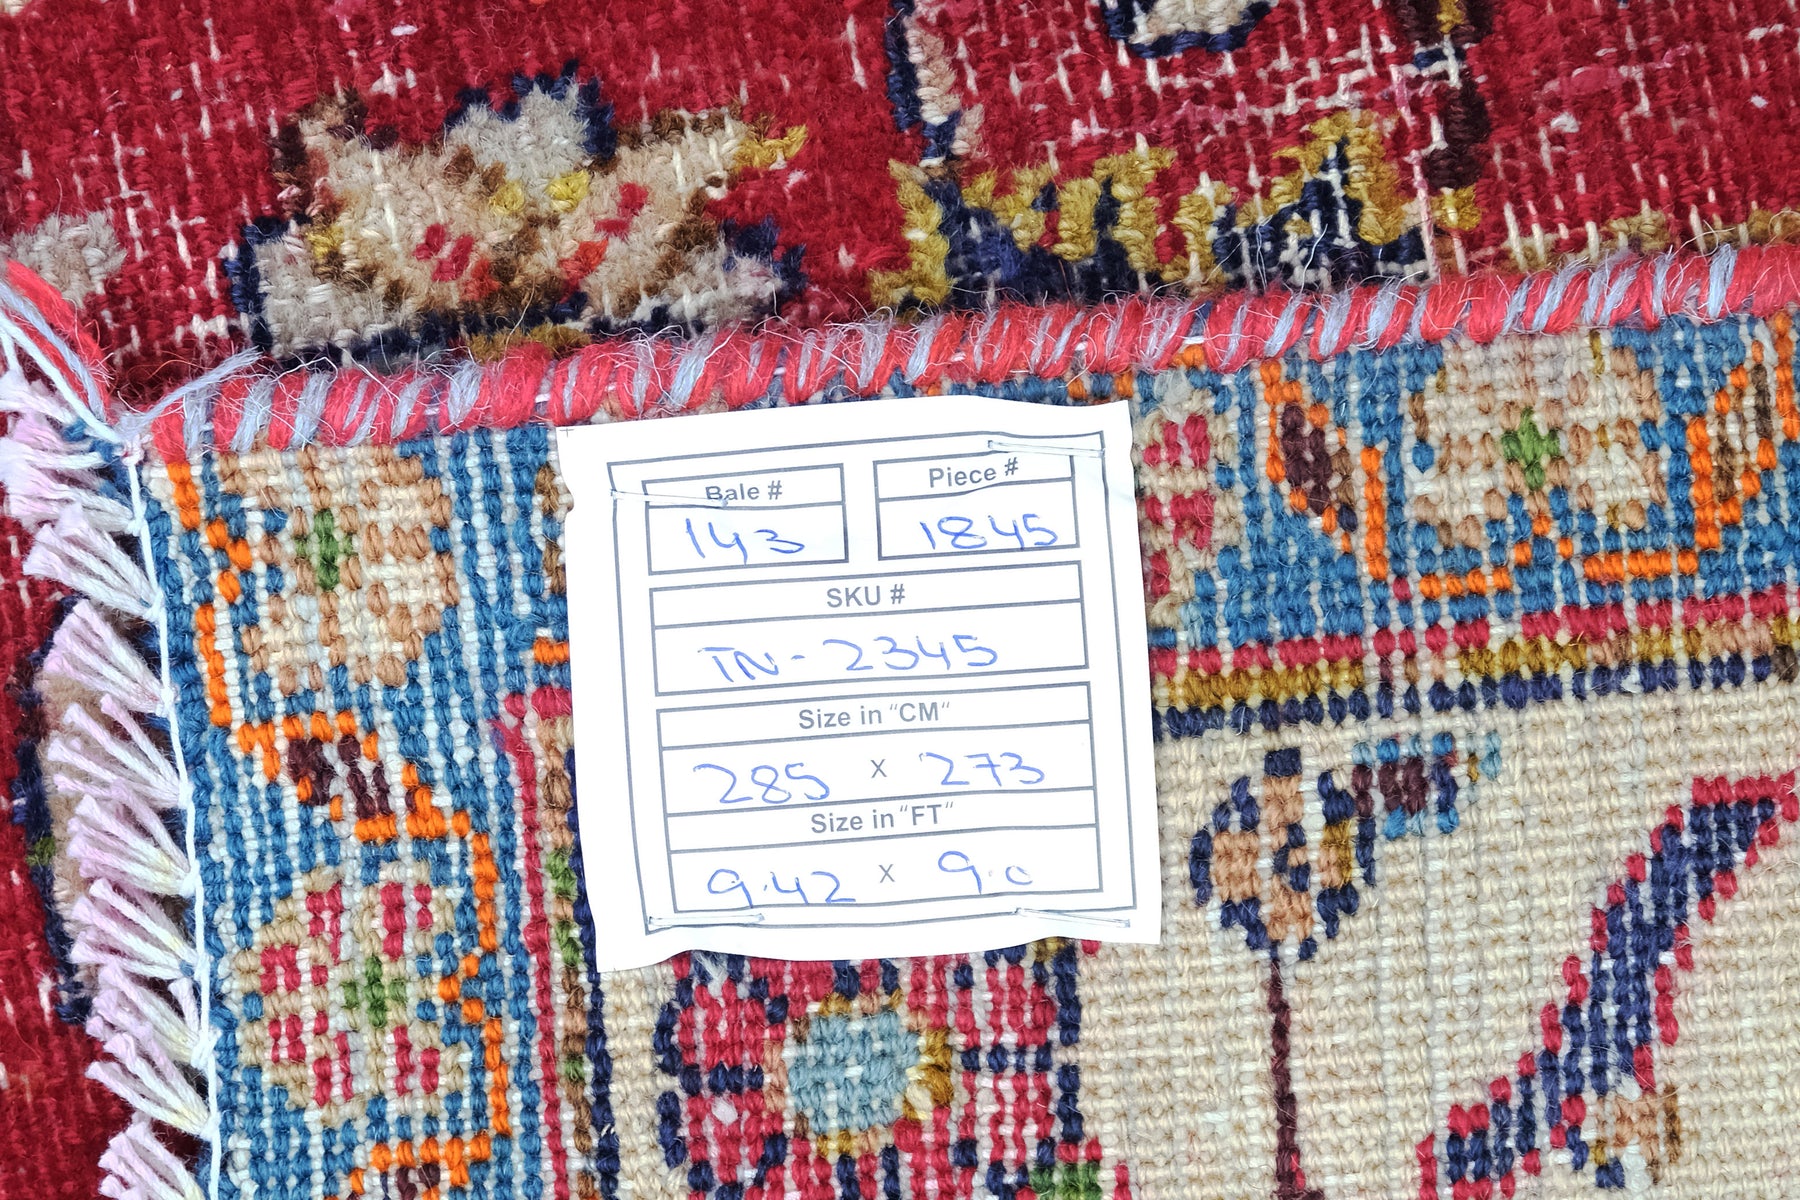 Bale # Piece #
143 1845
SKU #
TN-2345
Size in "CM"
285 x 273
Size in "FT"
9.42 x 9.0